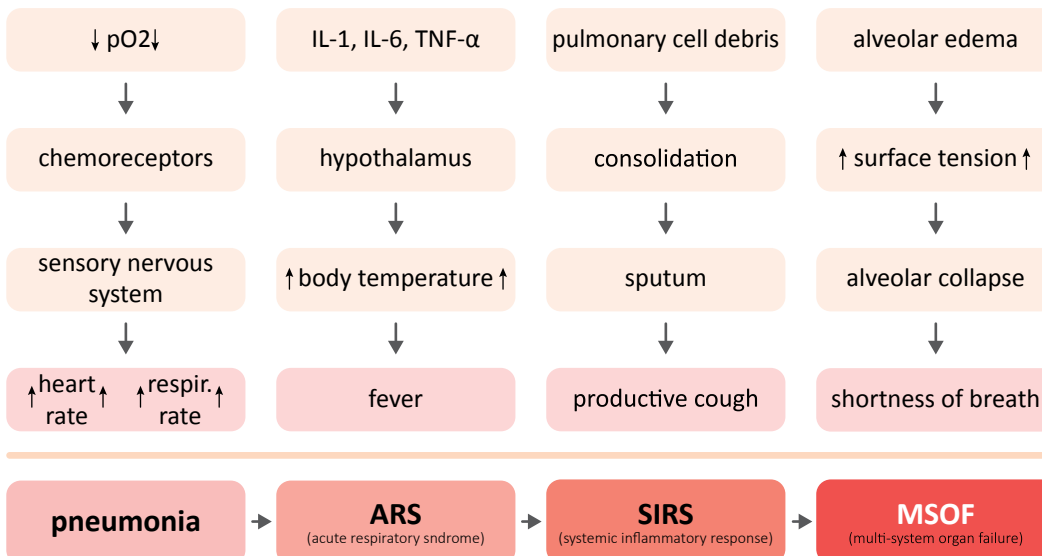 ↓ pO2↓
IL-1, IL-6, TNF-α
pulmonary cell debris
alveolar edema
chemoreceptors
hypothalamus
consolidation
↑ surface tension ↑
sensory nervous
system
↑ body temperature ↑
sputum
alveolar collapse
↑ heart ↑
rate
↑ respir. ↑
rate
fever
productive cough
shortness of breath
pneumonia
ARS
(acute respiratory sndrome)
SIRS
(systemic inflammatory response)
MSOF
(multi-system organ failure)